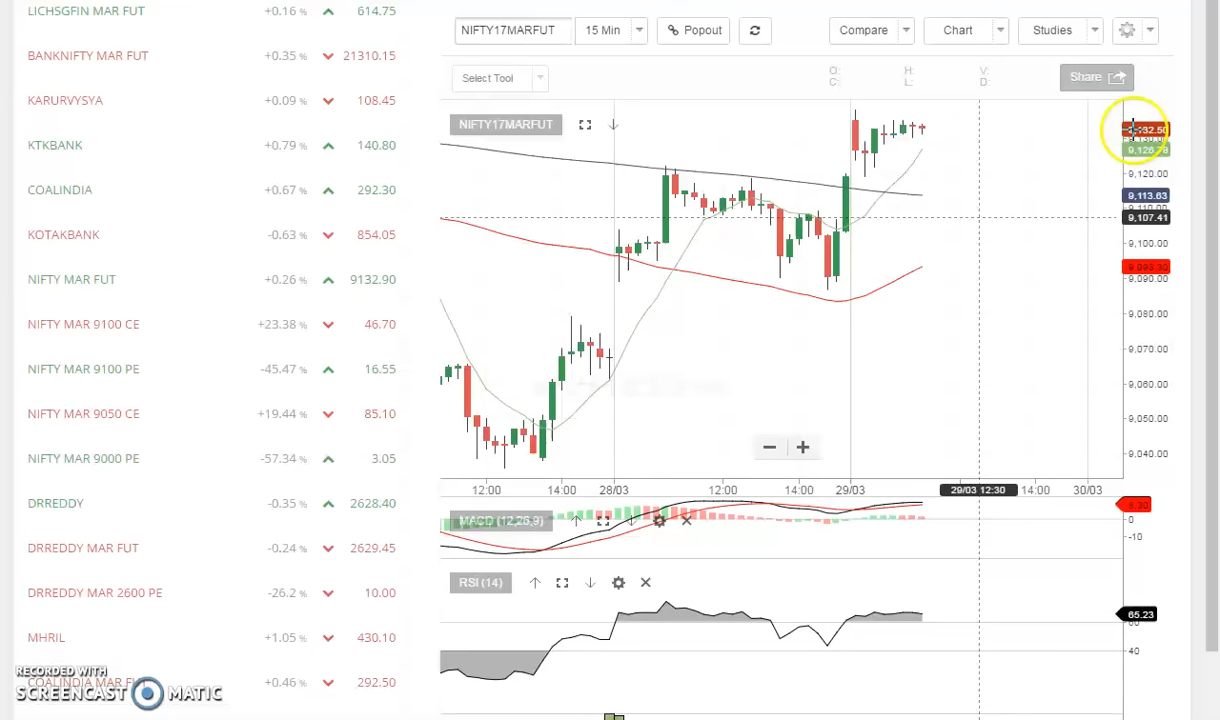 LICHSGFIN MAR FUT +0.16 % 614.75
BANKNIFTY MAR FUT +0.35 % 21310.15
KARURVYSYA +0.09 % 108.45
KTKBANK +0.79 % 140.80
COALINDIA +0.67 % 292.30
KOTAKBANK -0.63 % 854.05
NIFTY MAR FUT +0.26 % 9132.90
NIFTY MAR 9100 CE +23.38 % 46.70
NIFTY MAR 9100 PE -45.47 % 16.55
NIFTY MAR 9050 CE +19.44 % 85.10
NIFTY MAR 9000 PE -57.34 % 3.05
DRREDDY -0.35 % 2628.40
DRREDDY MAR FUT -0.24 % 2629.45
DRREDDY MAR 2600 PE -26.2 % 10.00
MHRIL +1.05 % 430.10
COALINDIA MAR +0.46 % 292.50
RECORDED WITH
SCREENCAST MATIC
NIFTY17MARFUT 15 Min Popout Compare Chart Studies
Select Tool O: H: V:
C: L: D:
Share
NIFTY17MARFUT
9,120.00
9,113.63
9,107.41
9,100.00
9,093.30
9,090.00
9,080.00
9,070.00
9,060.00
9,050.00
9,040.00
12:00 14:00 28/03 12:00 14:00 29/03 29/03 12:30 14:00 30/03
MACD (12,26,9)
0
-10
RSI (14)
65.23
40